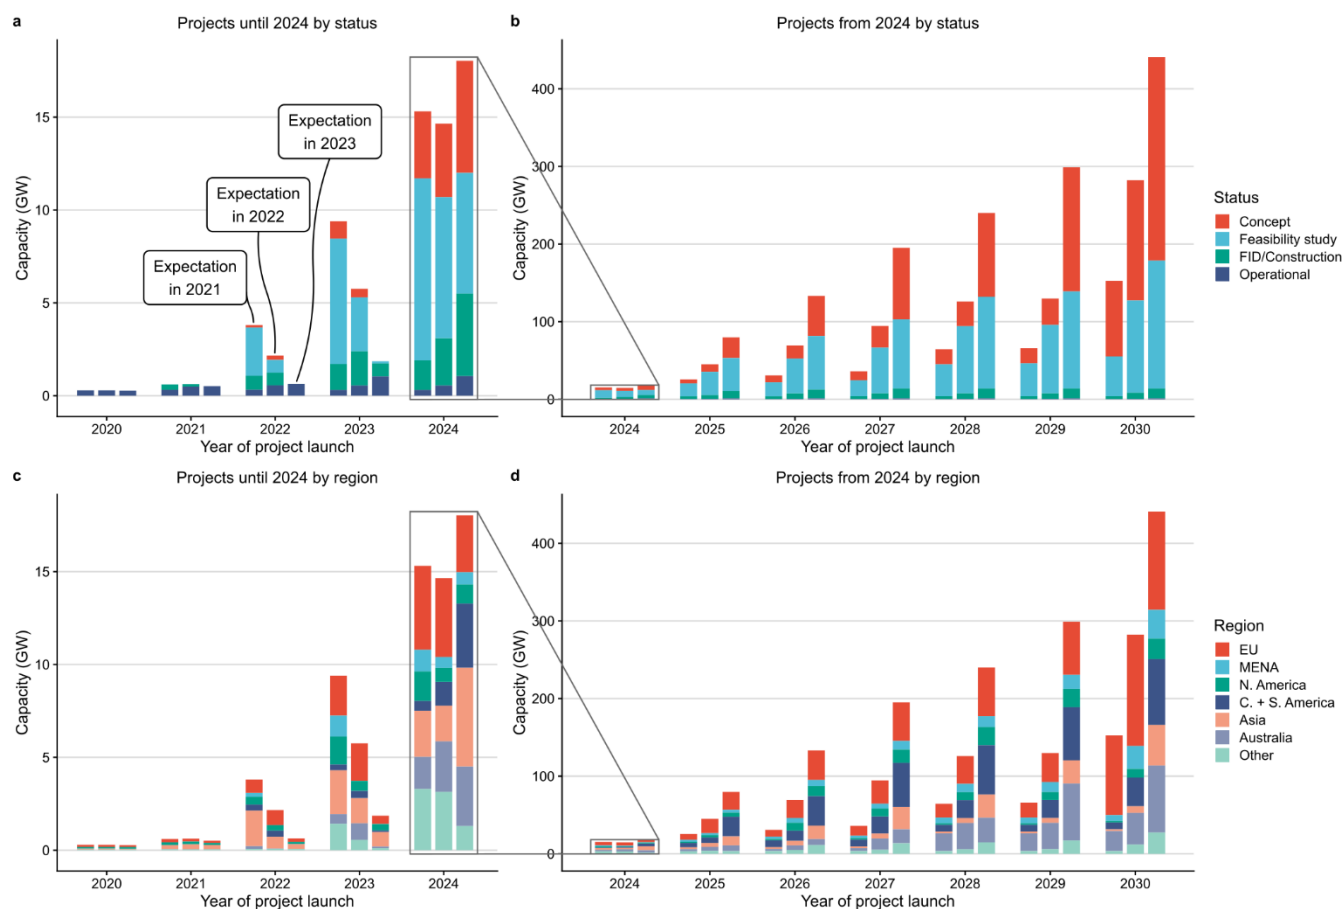 a
Projects until 2024 by status
Capacity (GW)
15
10
5
0
Expectation
in 2021
Expectation
in 2022
Expectation
in 2023
2020 2021 2022 2023 2024
Year of project launch
b
Projects from 2024 by status
Capacity (GW)
400
300
200
100
0
2024 2025 2026 2027 2028 2029 2030
Year of project launch
Status
Concept
Feasibility study
FID/Construction
Operational
c
Projects until 2024 by region
Capacity (GW)
15
10
5
0
2020 2021 2022 2023 2024
Year of project launch
d
Projects from 2024 by region
Capacity (GW)
400
300
200
100
0
2024 2025 2026 2027 2028 2029 2030
Year of project launch
Region
EU
MENA
N. America
C. + S. America
Asia
Australia
Other